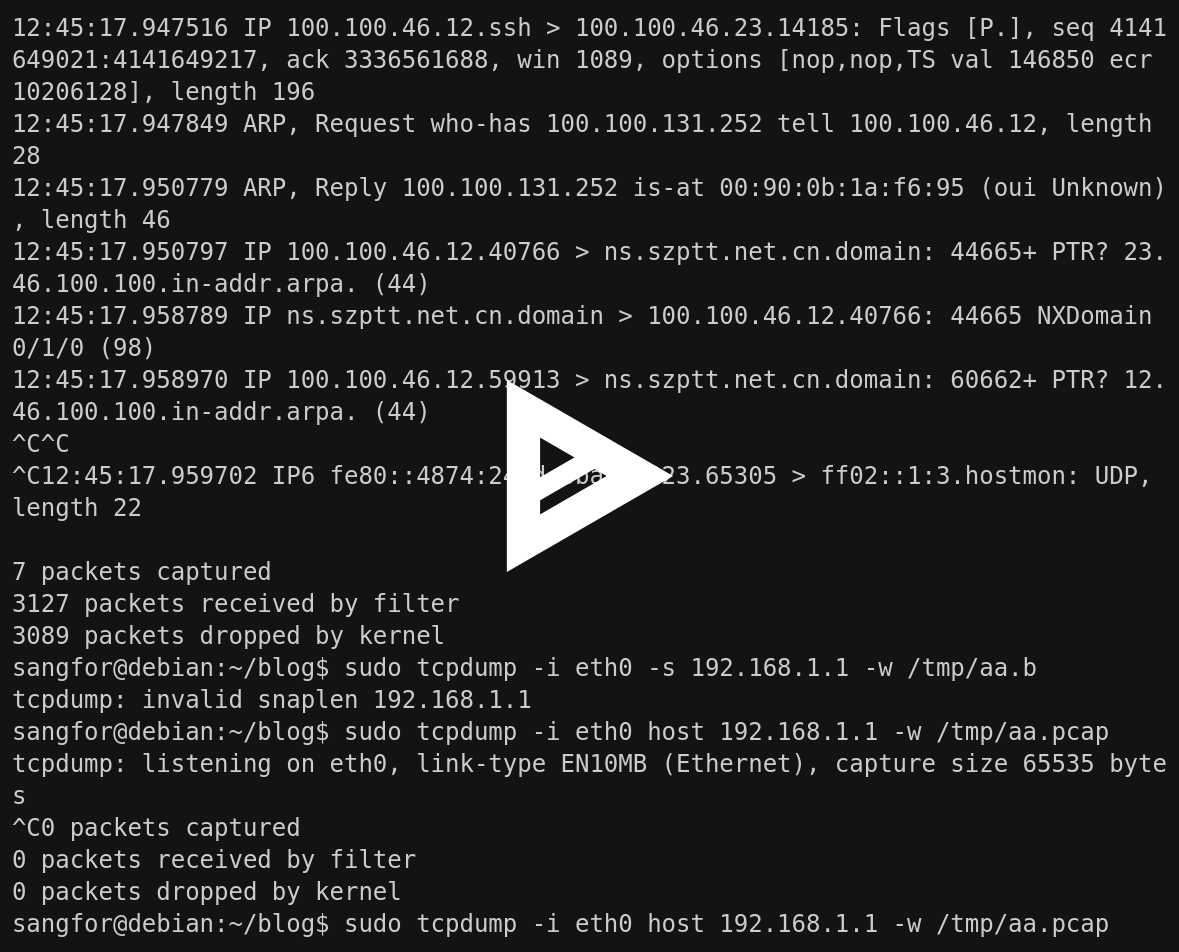 12:45:17.947516 IP 100.100.46.12.ssh > 100.100.46.23.14185: Flags [P.], seq 4141
649021:4141649217, ack 3336561688, win 1089, options [nop,nop,TS val 146850 ecr
10206128], length 196
12:45:17.947849 ARP, Request who-has 100.100.131.252 tell 100.100.46.12, length
28
12:45:17.950779 ARP, Reply 100.100.131.252 is-at 00:90:0b:1a:f6:95 (oui Unknown)
, length 46
12:45:17.950797 IP 100.100.46.12.40766 > ns.szptt.net.cn.domain: 44665+ PTR? 23.
46.100.100.in-addr.arpa. (44)
12:45:17.958789 IP ns.szptt.net.cn.domain > 100.100.46.12.40766: 44665 NXDomain
0/1/0 (98)
12:45:17.958970 IP 100.100.46.12.59913 > ns.szptt.net.cn.domain: 60662+ PTR? 12.
46.100.100.in-addr.arpa. (44)
^C^C
^C12:45:17.959702 IP6 > ff02::1:3.hostmon: UDP,
length 22
7 packets captured
3127 packets received by filter
3089 packets dropped by kernel
sangfor@debian:~/blog$ sudo tcpdump -i eth0 -s 192.168.1.1 -w /tmp/aa.b
tcpdump: invalid snaplen 192.168.1.1
sangfor@debian:~/blog$ sudo tcpdump -i eth0 host 192.168.1.1 -w /tmp/aa.pcap
tcpdump: listening on eth0, link-type EN10MB (Ethernet), capture size 65535 byte
s
^C0 packets captured
0 packets received by filter
0 packets dropped by kernel
sangfor@debian:~/blog$ sudo tcpdump -i eth0 host 192.168.1.1 -w /tmp/aa.pcap